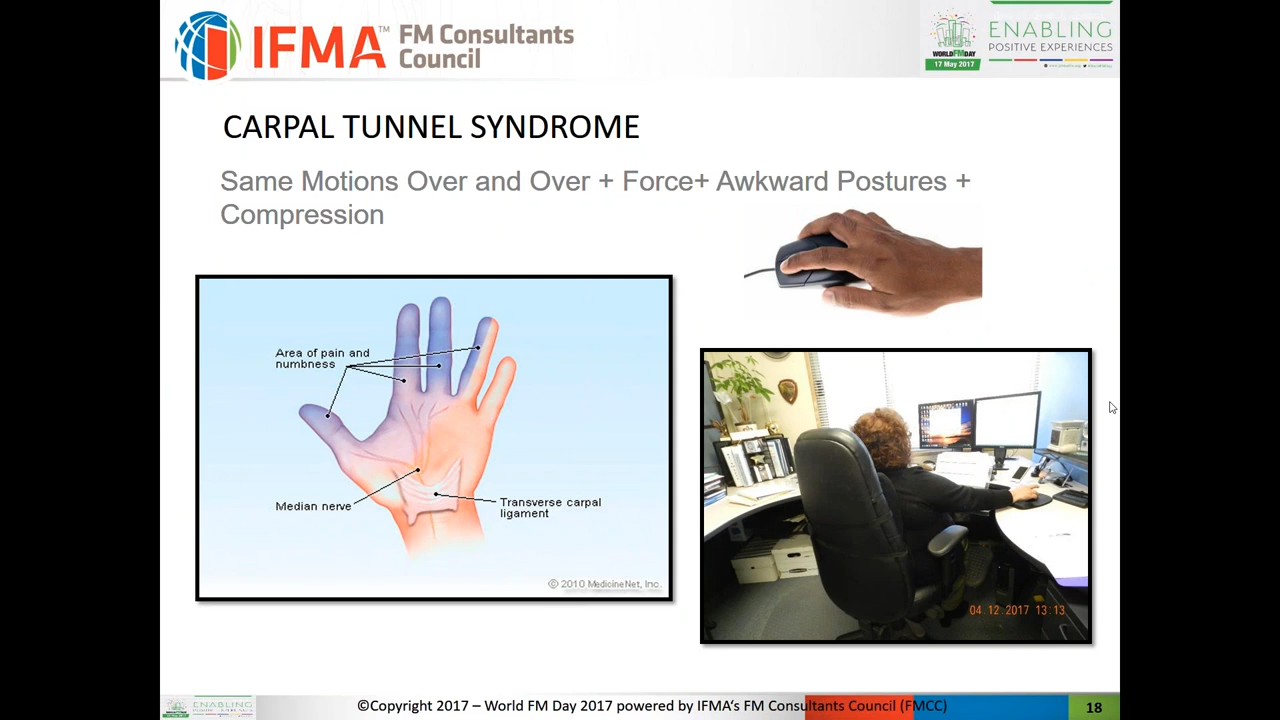 IFMA™ FM Consultants
Council
ENABLING
POSITIVE EXPERIENCES
WORLD FM DAY
17 May 2017
CARPAL TUNNEL SYNDROME
Same Motions Over and Over + Force+ Awkward Postures +
Compression
Area of pain and
numbness
Median nerve
Transverse carpal
ligament
© 2010 MedicineNet, Inc.
04.12.2017 13:13
ENABLING
©Copyright 2017 – World FM Day 2017 powered by IFMA‘s FM Consultants Council (FMCC)
18